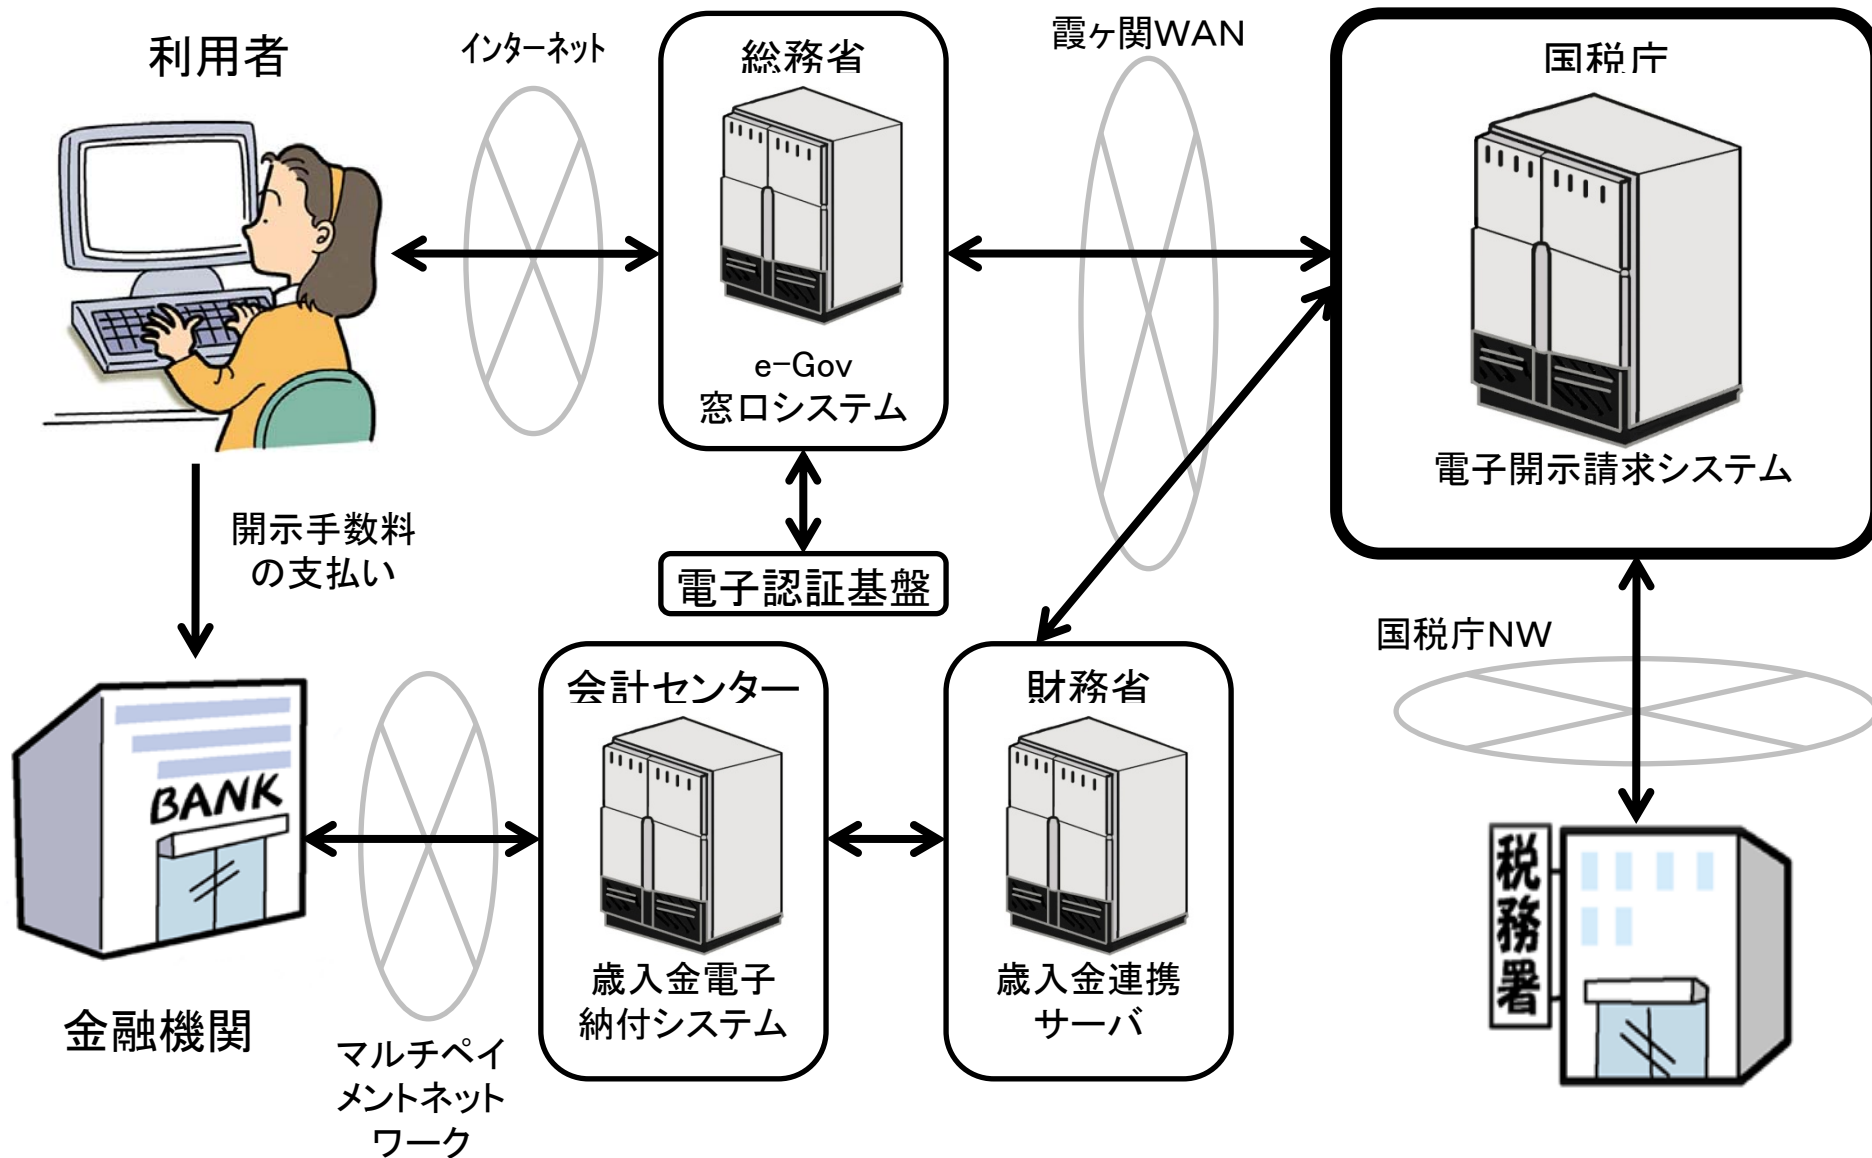 利用者
インターネット
総務省
霞ヶ関WAN
国税庁
e-Gov
窓口システム
電子開示請求システム
開示手数料
の支払い
電子認証基盤
国税庁NW
会計センター
財務省
BANK
税務署
歳入金電子
納付システム
歳入金連携
サーバ
金融機関
マルチペイ
メントネット
ワーク